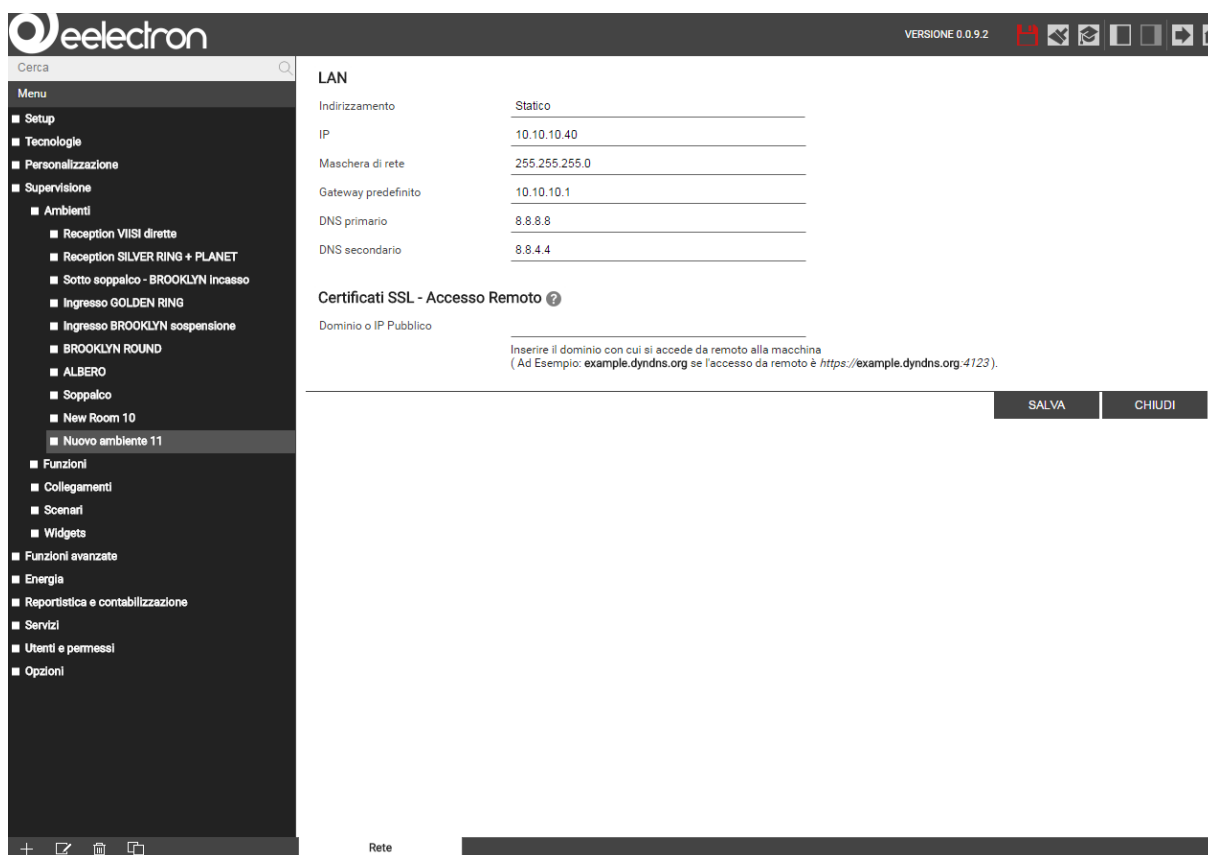 eelectron
VERSIONE 0.0.9.2
Cerca
Menu
Setup
Tecnologie
Personalizzazione
Supervisione
Ambienti
Reception VIISI dirette
Reception SILVER RING + PLANET
Sotto soppalco - BROOKLYN incasso
Ingresso GOLDEN RING
Ingresso BROOKLYN sospensione
BROOKLYN ROUND
ALBERO
Soppalco
New Room 10
Nuovo ambiente 11
Funzioni
Collegamenti
Scenari
Widgets
Funzioni avanzate
Energia
Reportistica e contabilizzazione
Servizi
Utenti e permessi
Opzioni
LAN
Indirizzamento Statico
IP 10.10.10.40
Maschera di rete 255.255.255.0
Gateway predefinito 10.10.10.1
DNS primario 8.8.8.8
DNS secondario 8.8.4.4
Certificati SSL - Accesso Remoto ?
Dominio o IP Pubblico
Inserire il dominio con cui si accede da remoto alla macchina
( Ad Esempio: example.dyndns.org se l'accesso da remoto è https://example.dyndns.org:4123 ).
SALVA CHIUDI
Rete